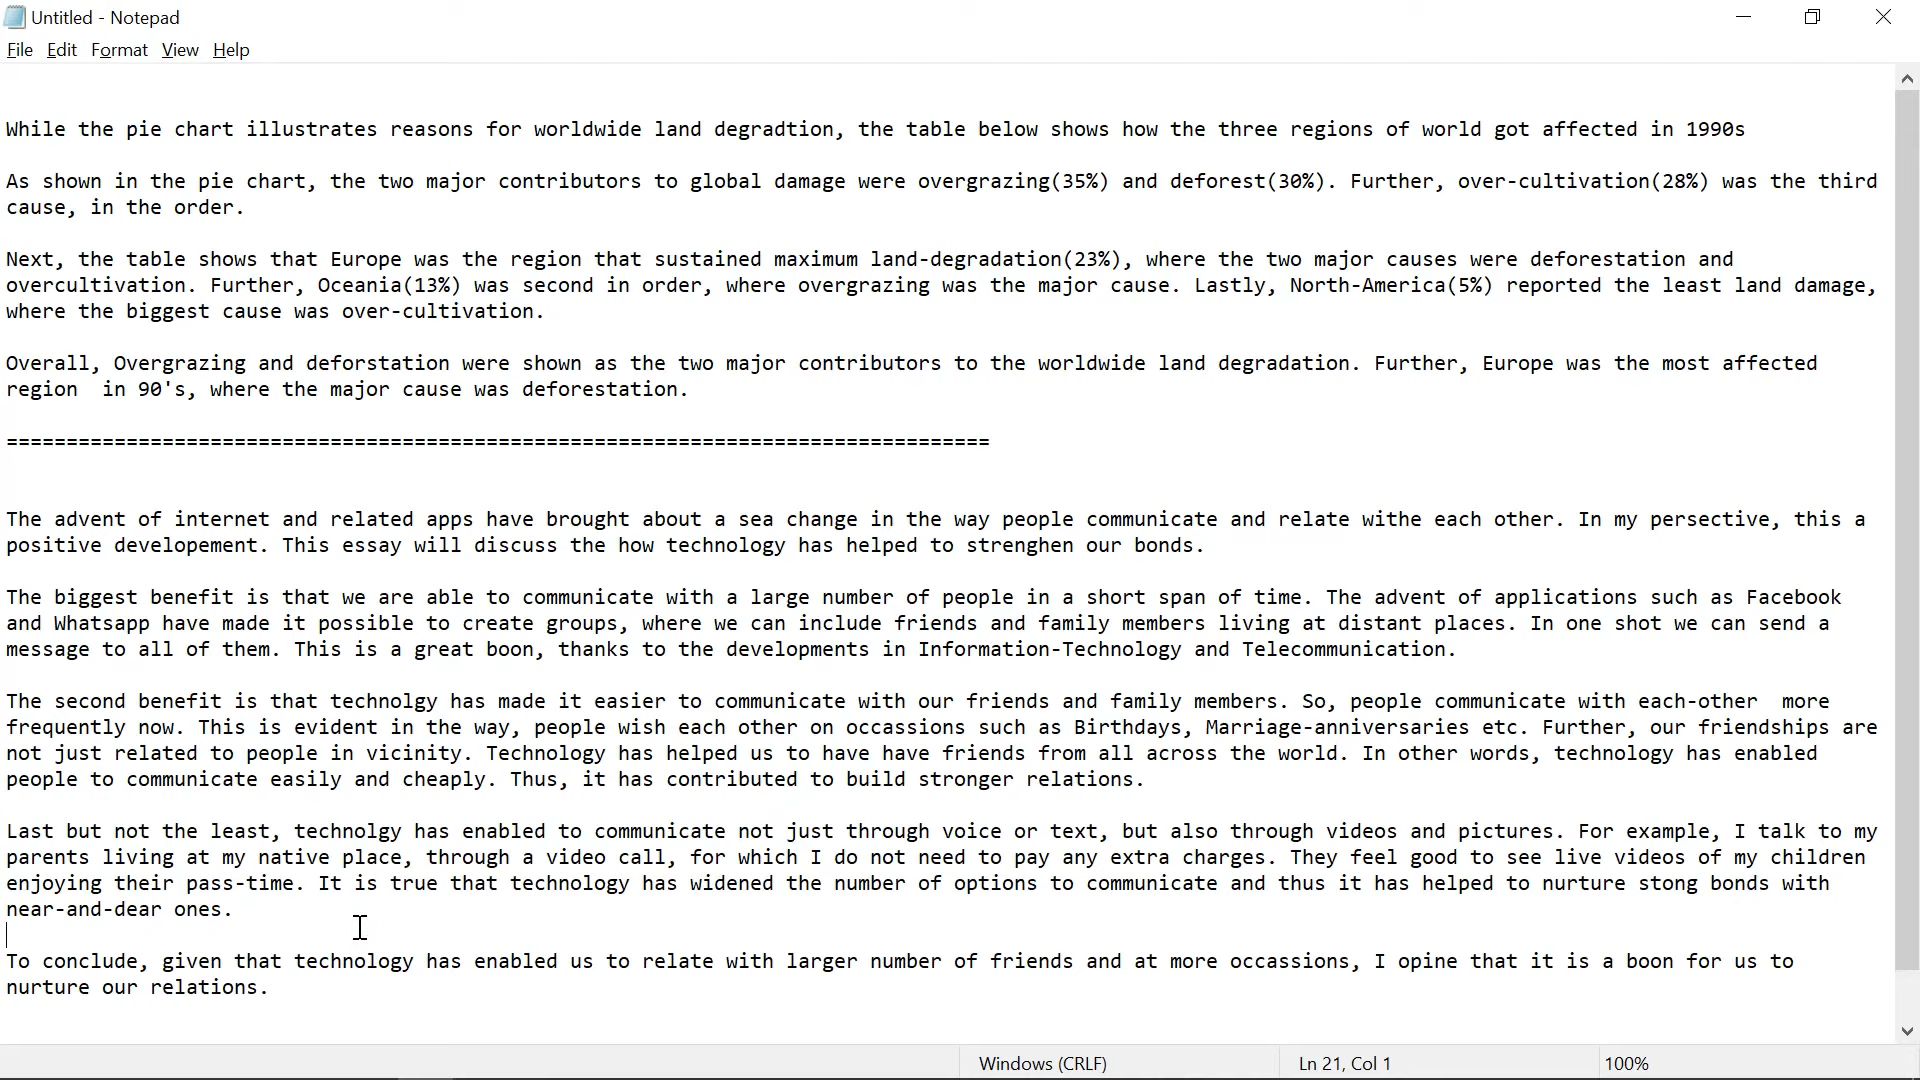 Untitled - Notepad
File Edit Format View Help
While the pie chart illustrates reasons for worldwide land degradtion, the table below shows how the three regions of world got affected in 1990s
As shown in the pie chart, the two major contributors to global damage were overgrazing(35%) and deforest(30%). Further, over-cultivation(28%) was the third
cause, in the order.
Next, the table shows that Europe was the region that sustained maximum land-degradation(23%), where the two major causes were deforestation and
overcultivation. Further, Oceania(13%) was second in order, where overgrazing was the major cause. Lastly, North-America(5%) reported the least land damage,
where the biggest cause was over-cultivation.
Overall, Overgrazing and deforstation were shown as the two major contributors to the worldwide land degradation. Further, Europe was the most affected
region  in 90's, where the major cause was deforestation.
==================================================================================
The advent of internet and related apps have brought about a sea change in the way people communicate and relate withe each other. In my persective, this a
positive developement. This essay will discuss the how technology has helped to strenghen our bonds.
The biggest benefit is that we are able to communicate with a large number of people in a short span of time. The advent of applications such as Facebook
and Whatsapp have made it possible to create groups, where we can include friends and family members living at distant places. In one shot we can send a
message to all of them. This is a great boon, thanks to the developments in Information-Technology and Telecommunication.
The second benefit is that technolgy has made it easier to communicate with our friends and family members. So, people communicate with each-other  more
frequently now. This is evident in the way, people wish each other on occassions such as Birthdays, Marriage-anniversaries etc. Further, our friendships are
not just related to people in vicinity. Technology has helped us to have have friends from all across the world. In other words, technology has enabled
people to communicate easily and cheaply. Thus, it has contributed to build stronger relations.
Last but not the least, technolgy has enabled to communicate not just through voice or text, but also through videos and pictures. For example, I talk to my
parents living at my native place, through a video call, for which I do not need to pay any extra charges. They feel good to see live videos of my children
enjoying their pass-time. It is true that technology has widened the number of options to communicate and thus it has helped to nurture stong bonds with
near-and-dear ones.
To conclude, given that technology has enabled us to relate with larger number of friends and at more occassions, I opine that it is a boon for us to
nurture our relations.
Windows (CRLF) Ln 21, Col 1 100%